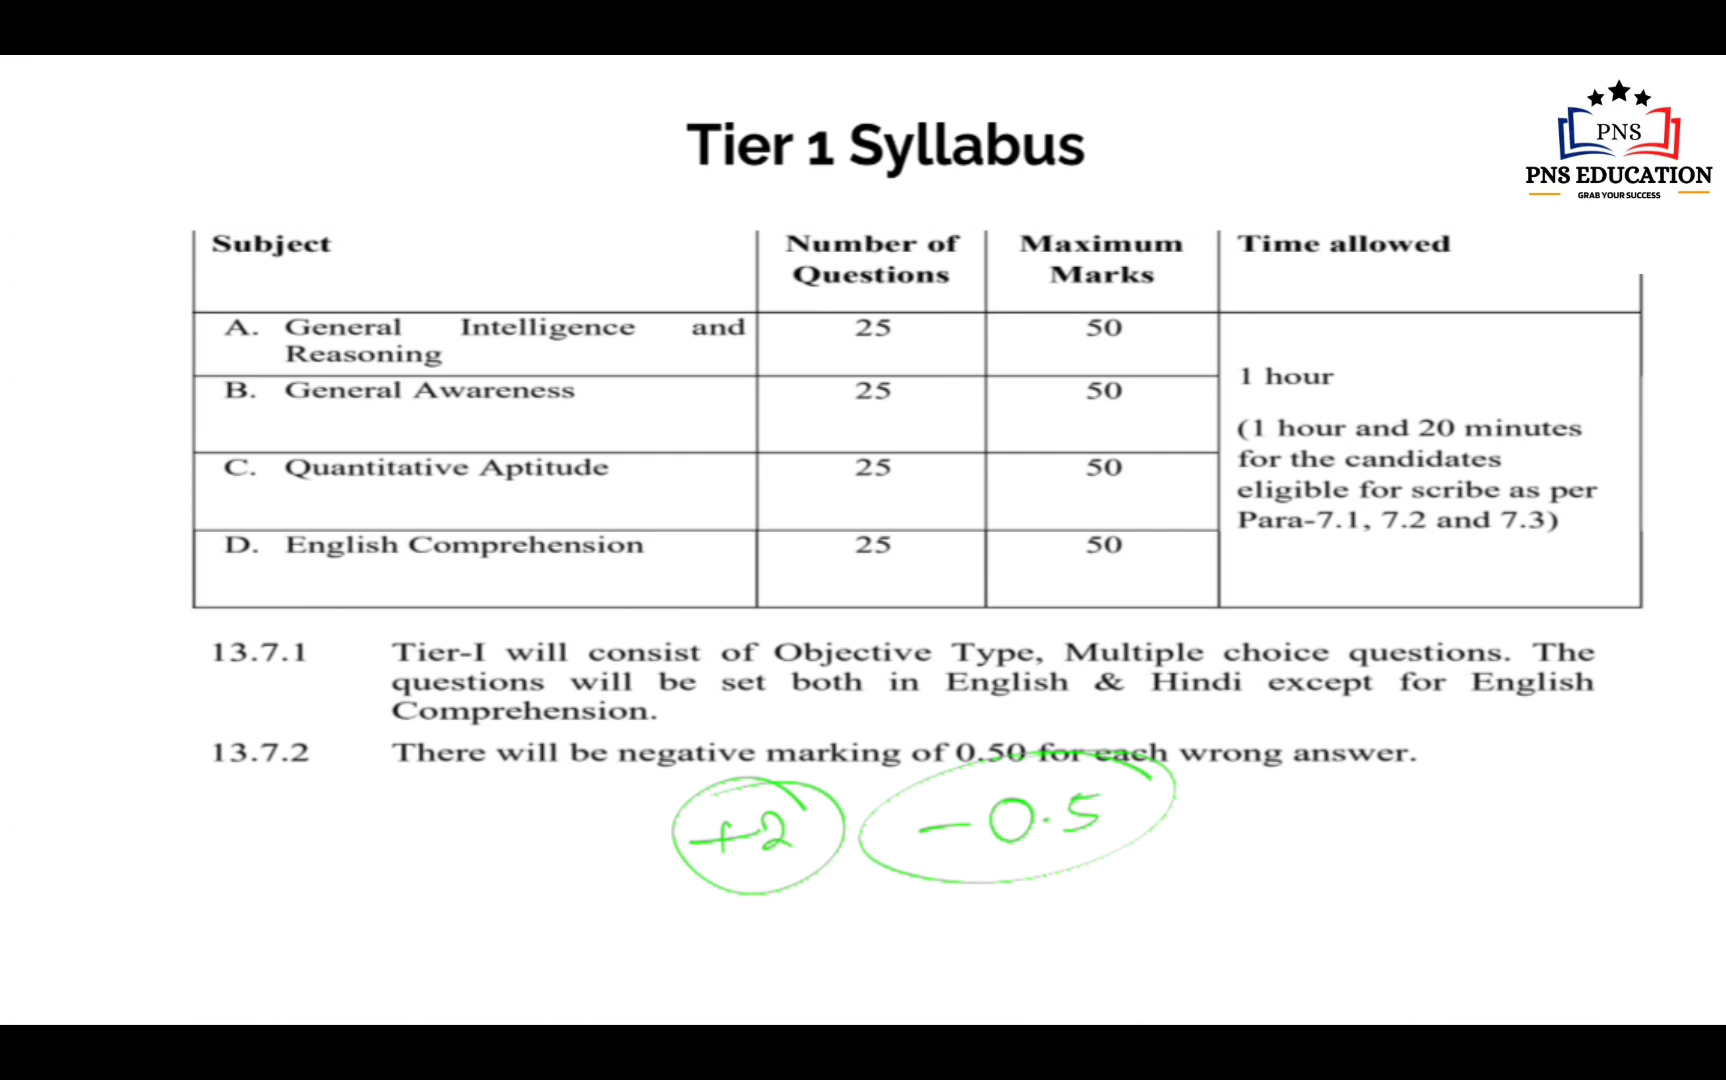 Tier 1 Syllabus
PNS
PNS EDUCATION
GRAB YOUR SUCCESS
Subject
Number of
Questions
Maximum
Marks
Time allowed
A. General Intelligence and
Reasoning
25
50
B. General Awareness
25
50
C. Quantitative Aptitude
25
50
D. English Comprehension
25
50
1 hour
(1 hour and 20 minutes
for the candidates
eligible for scribe as per
Para-7.1, 7.2 and 7.3)
13.7.1 Tier-I will consist of Objective Type, Multiple choice questions. The
questions will be set both in English & Hindi except for English
Comprehension.
13.7.2 There will be negative marking of 0.50 for each wrong answer.
+2
-0.5